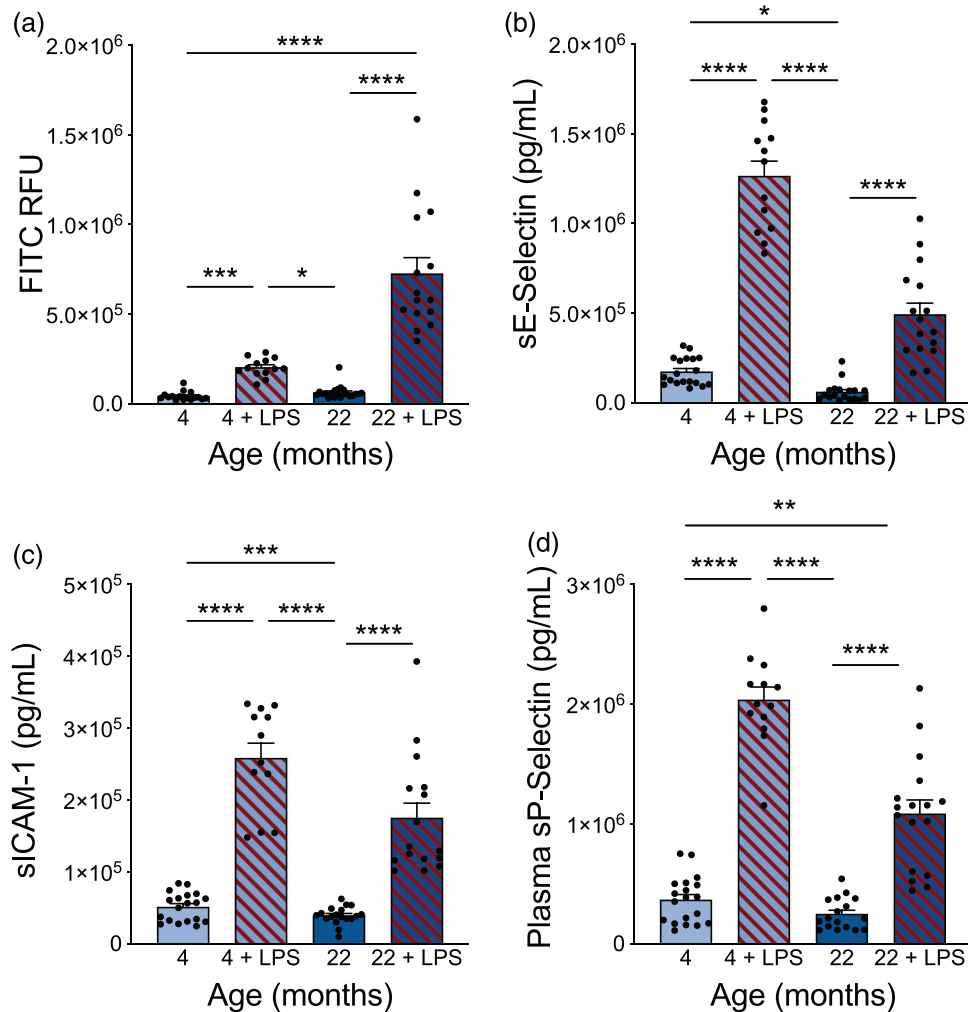 (a)
FITC RFU
2.0×10⁶
1.5×10⁶
1.0×10⁶
5.0×10⁵
0.0
****
****
***
*
4
4 + LPS
22
22 + LPS
Age (months)
(b)
sE-Selectin (pg/mL)
2.0×10⁶
1.5×10⁶
1.0×10⁶
5.0×10⁵
0.0
*
****
****
****
4
4 + LPS
22
22 + LPS
Age (months)
(c)
sICAM-1 (pg/mL)
5×10⁵
4×10⁵
3×10⁵
2×10⁵
1×10⁵
0
***
****
****
****
4
4 + LPS
22
22 + LPS
Age (months)
(d)
Plasma sP-Selectin (pg/mL)
3×10⁶
2×10⁶
1×10⁶
0
**
****
****
****
4
4 + LPS
22
22 + LPS
Age (months)